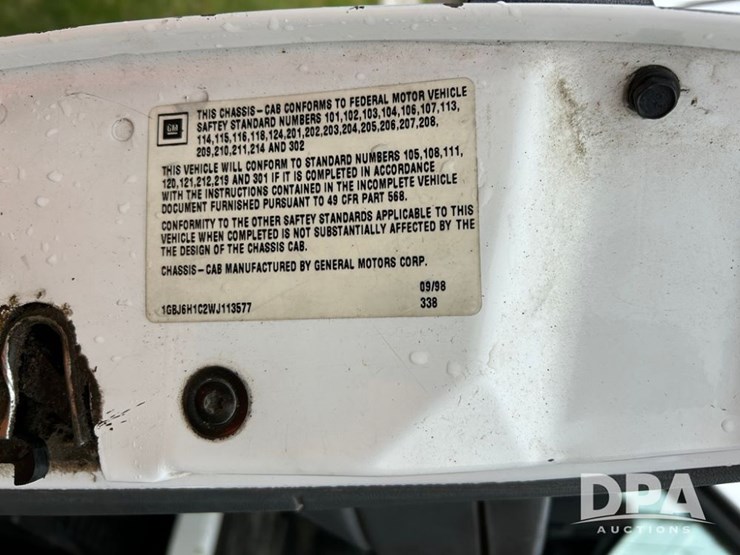 GM
THIS CHASSIS-CAB CONFORMS TO FEDERAL MOTOR VEHICLE
SAFTEY STANDARD NUMBERS 101,102,103,104,106,107,113,
114,115,116,118,124,201,202,203,204,205,206,207,208,
209,210,211,214 AND 302
THIS VEHICLE WILL CONFORM TO STANDARD NUMBERS 105,108,111,
120,121,212,219 AND 301 IF IT IS COMPLETED IN ACCORDANCE
WITH THE INSTRUCTIONS CONTAINED IN THE INCOMPLETE VEHICLE
DOCUMENT FURNISHED PURSUANT TO 49 CFR PART 568.
CONFORMITY TO THE OTHER SAFTEY STANDARDS APPLICABLE TO THIS
VEHICLE WHEN COMPLETED IS NOT SUBSTANTIALLY AFFECTED BY THE
THE DESIGN OF THE CHASSIS CAB.
CHASSIS-CAB MANUFACTURED BY GENERAL MOTORS CORP.
09/98
1GBJ6H1C2WJ113577 338
DPA
AUCTIONS